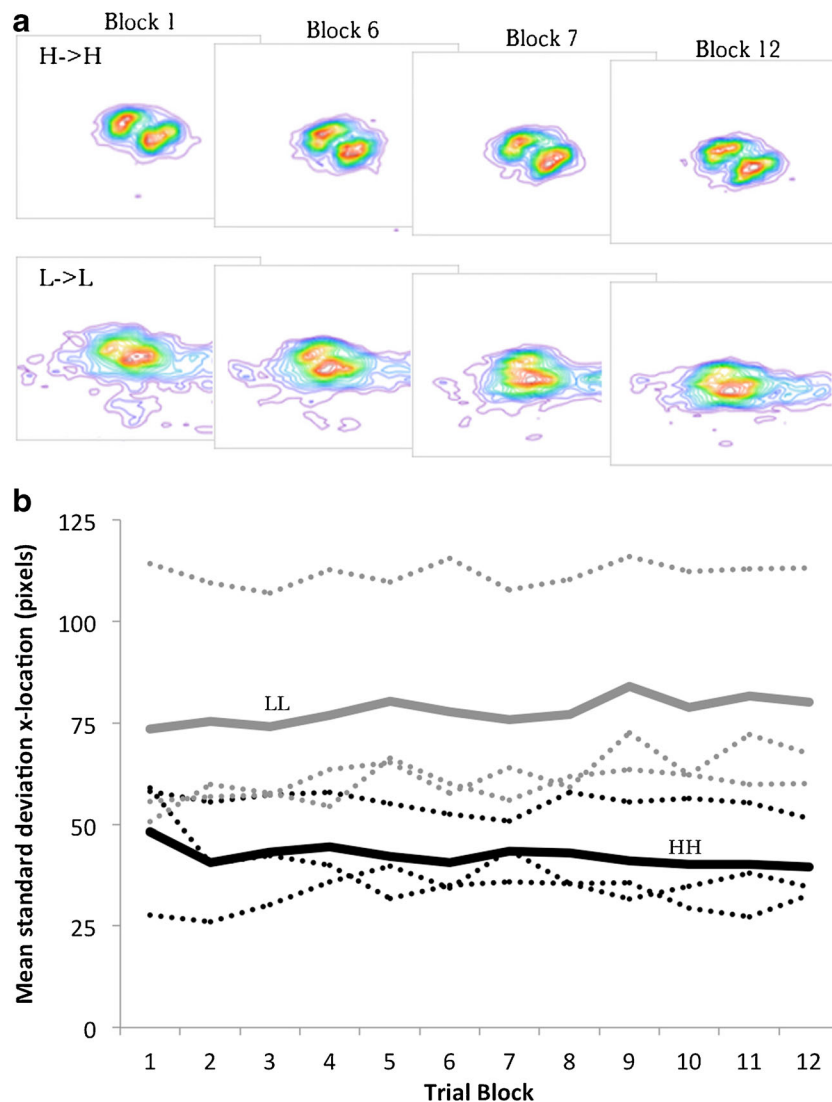 a
Block 1
Block 6
Block 7
Block 12
H->H
L->L
b
Mean standard deviation x-location (pixels)
125
100
75
50
25
0
LL
HH
1 2 3 4 5 6 7 8 9 10 11 12
Trial Block